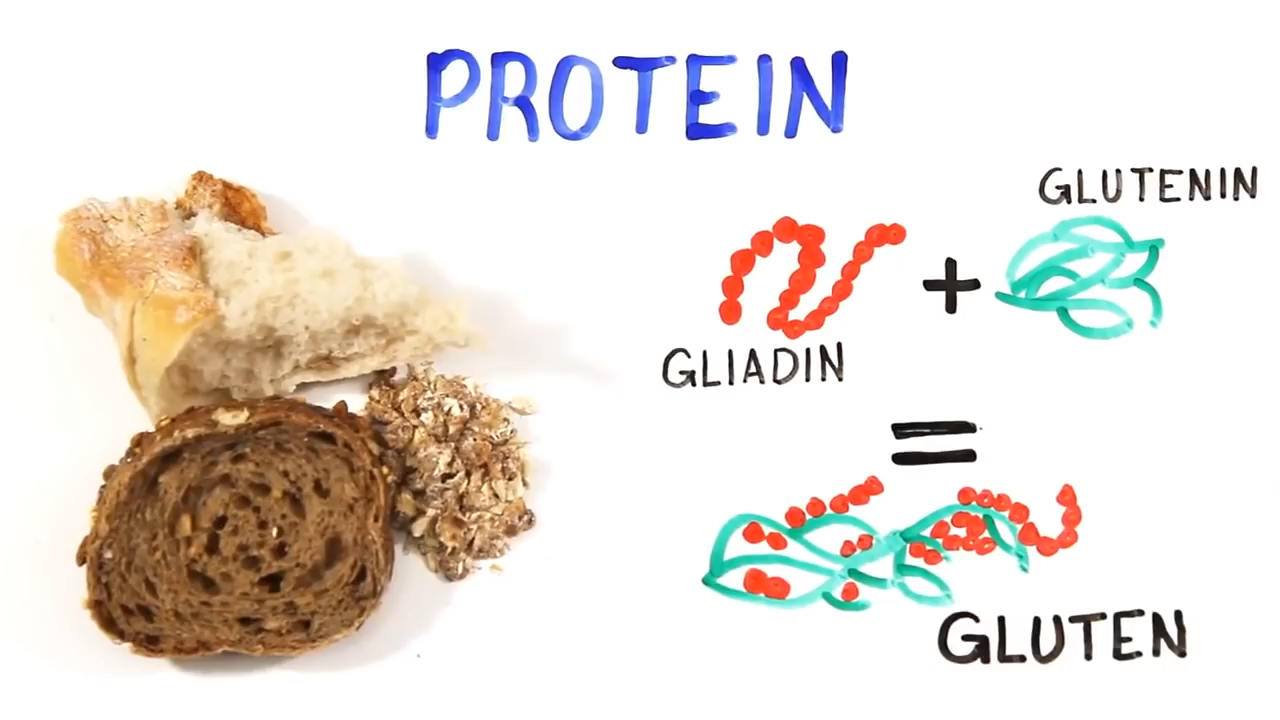 PROTEIN
GLUTENIN
+
GLIADIN
=
GLUTEN